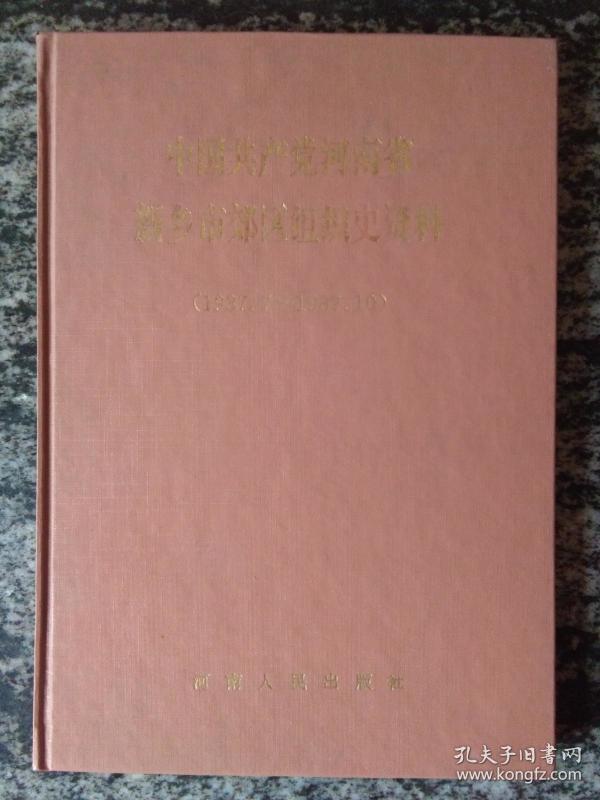 中国共产党河南省
新乡市郊区组织史资料
河南人民出版社
孔夫子旧书网
www.kongfz.com